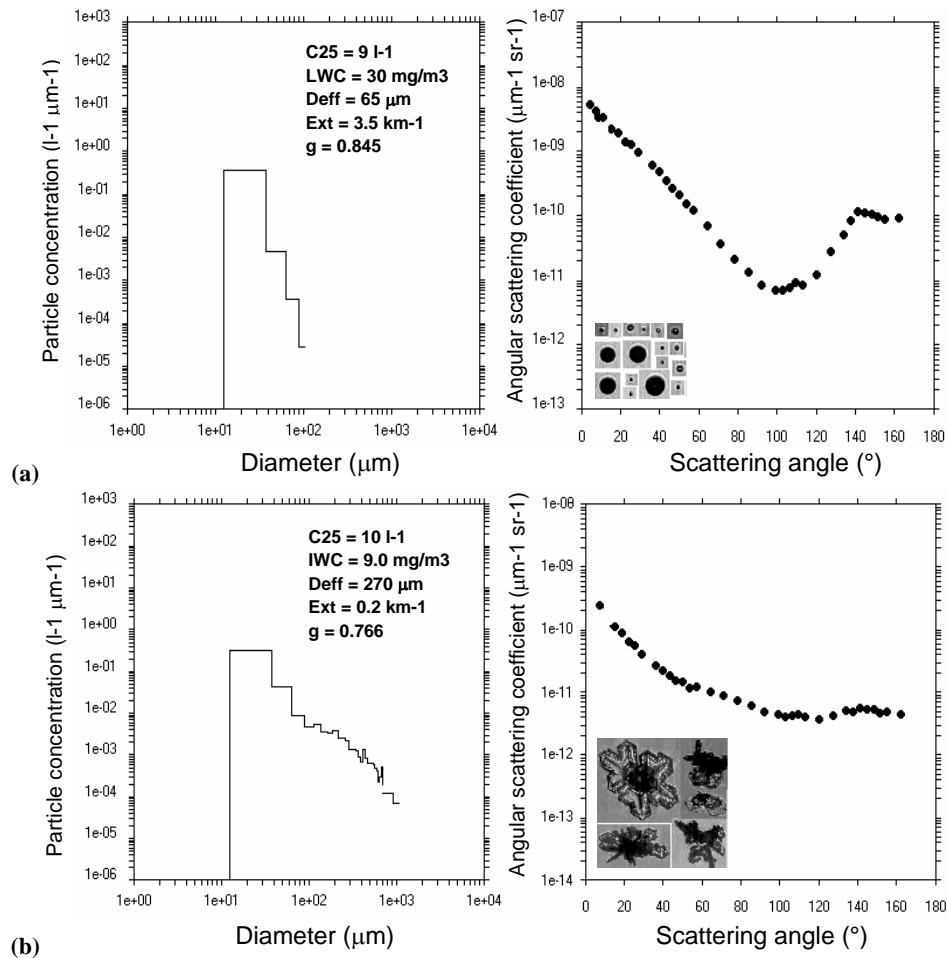 1e+03
1e+02
1e+01
1e+00
1e-01
1e-02
1e-03
1e-04
1e-05
1e-06
Particle concentration (l-1 μm-1)
C25 = 9 l-1
LWC = 30 mg/m3
Deff = 65 μm
Ext = 3.5 km-1
g = 0.845
1e+00 1e+01 1e+02 1e+03 1e+04
Diameter (μm)
1e-07
1e-08
1e-09
1e-10
1e-11
1e-12
1e-13
Angular scattering coefficient (μm-1 sr-1)
0 20 40 60 80 100 120 140 160 180
Scattering angle (°)
(a)
1e+03
1e+02
1e+01
1e+00
1e-01
1e-02
1e-03
1e-04
1e-05
1e-06
Particle concentration (l-1 μm-1)
C25 = 10 l-1
IWC = 9.0 mg/m3
Deff = 270 μm
Ext = 0.2 km-1
g = 0.766
1e+00 1e+01 1e+02 1e+03 1e+04
Diameter (μm)
1e-08
1e-09
1e-10
1e-11
1e-12
1e-13
1e-14
Angular scattering coefficient (μm-1 sr-1)
0 20 40 60 80 100 120 140 160 180
Scattering angle (°)
(b)